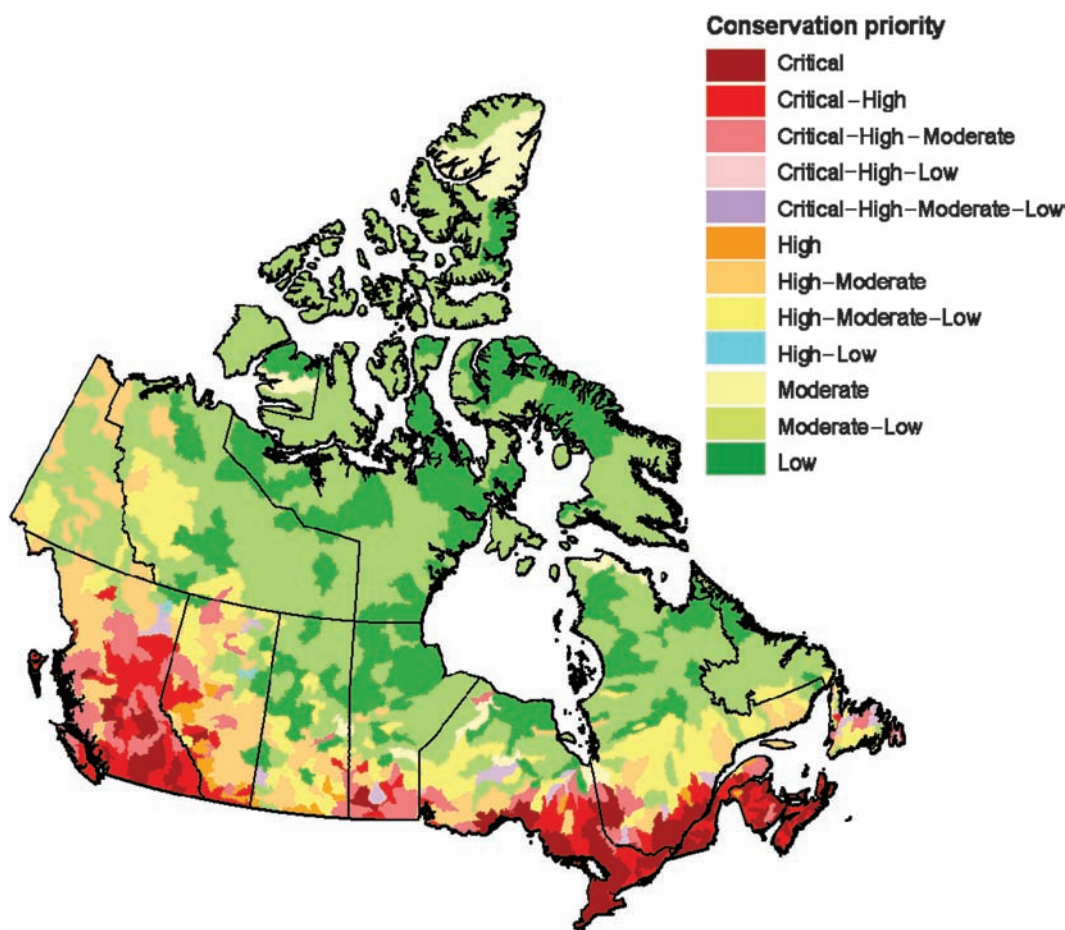 Conservation priority
Critical
Critical-High
Critical-High-Moderate
Critical-High-Low
Critical-High-Moderate-Low
High
High-Moderate
High-Moderate-Low
High-Low
Moderate
Moderate-Low
Low